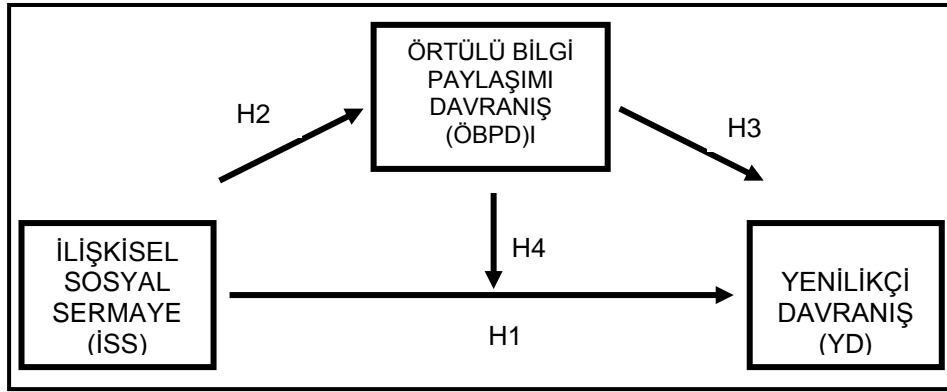 ÖRTÜLÜ BİLGİ
PAYLAŞIMI
DAVRANIŞ
(ÖBPD)I
H2
H3
İLİŞKİSEL
SOSYAL
SERMAYE
(İSS)
H4
H1
YENİLİKÇİ
DAVRANIŞ
(YD)